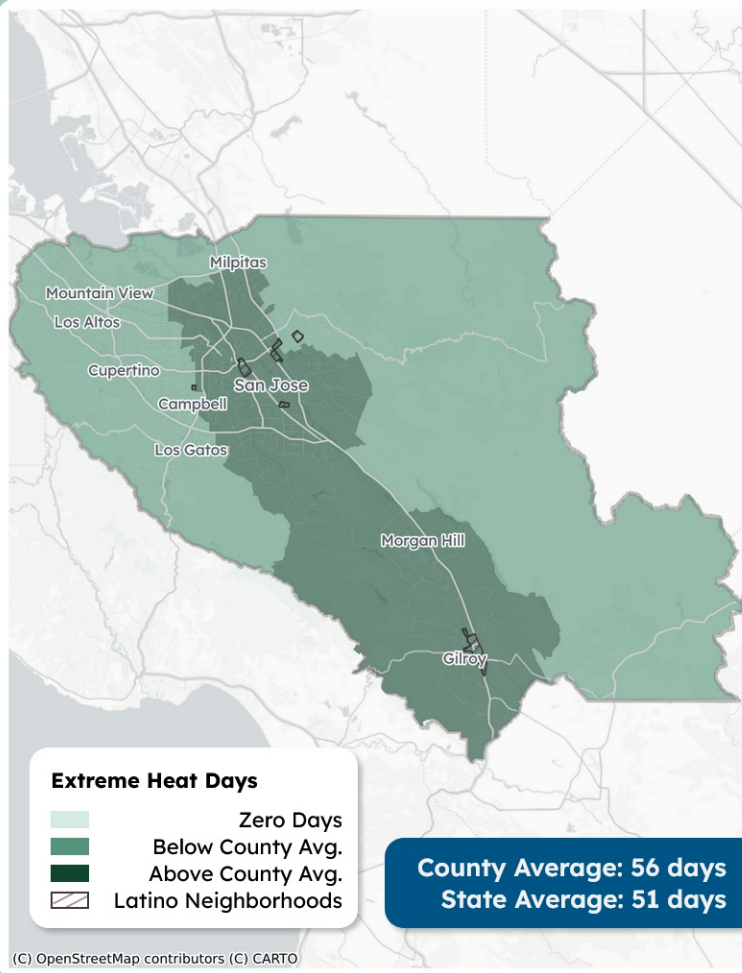 Milpitas
Mountain View
Los Altos
Cupertino
San Jose
Campbell
Los Gatos
Morgan Hill
Gilroy
Extreme Heat Days
Zero Days
Below County Avg.
Above County Avg.
Latino Neighborhoods
County Average: 56 days
State Average: 51 days
(C) OpenStreetMap contributors (C) CARTO